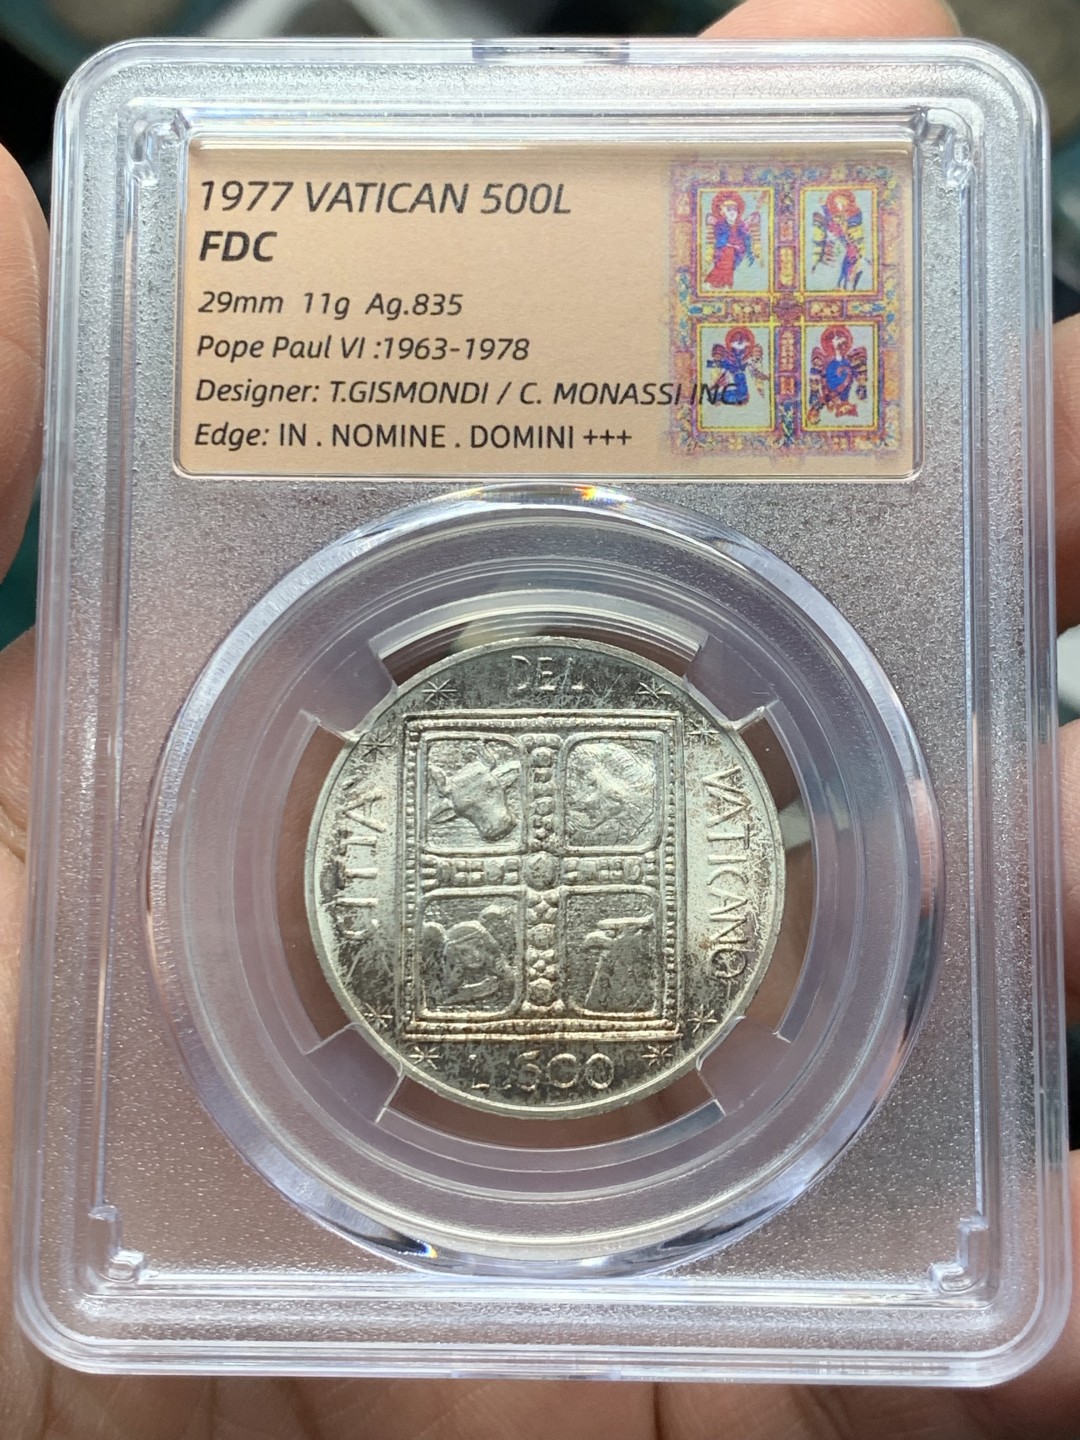 1977 VATICAN 500L
FDC
29mm 11g Ag.835
Pope Paul VI :1963-1978
Designer: T.GISMONDI / C. MONASSI INC.
Edge: IN . NOMINE . DOMINI +++
CITTA'
DEL
VATICANO
L.500